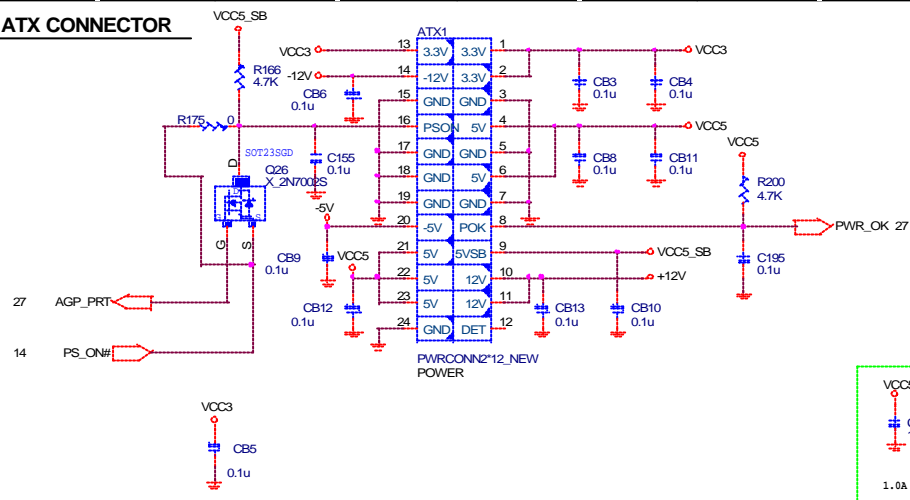 ATX CONNECTOR
VCC5_SB
R166
4.7K
R175
0
SOT23SGD
D
Q26
X_2N7002S
D
G
S
G
S
27
AGP_PRT
14
PS_ON#
VCC3
-12V
CB6
0.1u
C155
0.1u
-5V
CB9
0.1u
VCC5
CB12
0.1u
ATX1
13
3.3V
3.3V
1
14
-12V
3.3V
2
15
GND
GND
3
16
PSON
5V
4
17
GND
GND
5
18
GND
5V
6
19
GND
GND
7
20
-5V
POK
8
21
5V
5VSB
9
22
5V
12V
10
23
5V
12V
11
24
GND
DET
12
PWRCONN2*12_NEW
POWER
VCC3
CB3
0.1u
CB4
0.1u
VCC5
CB8
0.1u
CB11
0.1u
VCC5
R200
4.7K
PWR_OK 27
C195
0.1u
VCC5_SB
+12V
CB13
0.1u
CB10
0.1u
VCC3
CB5
0.1u
VCC5
1.0A